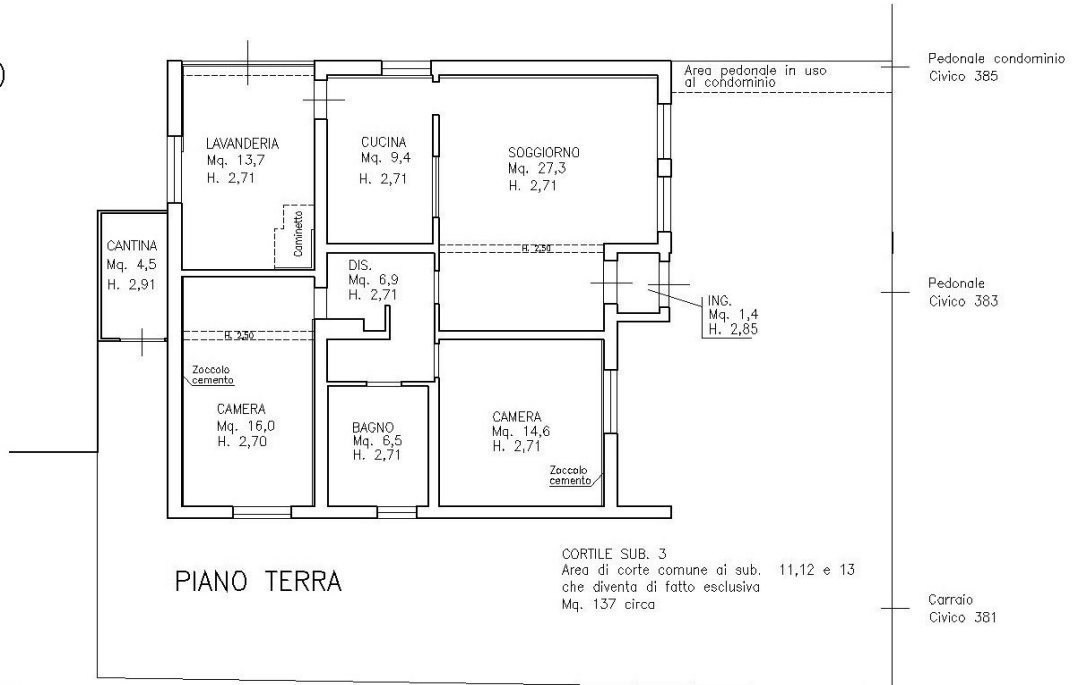 Pedonale condominio
Civico 385
Area pedonale in uso
al condominio
LAVANDERIA
Mq. 13,7
H. 2,71
CUCINA
Mq. 9,4
H. 2,71
SOGGIORNO
Mq. 27,3
H. 2,71
Caminetto
CANTINA
Mq. 4,5
H. 2,91
H. 2,50
DIS.
Mq. 6,9
H. 2,71
Pedonale
Civico 383
ING.
Mq. 1,4
H. 2,85
H. 2,50
Zoccolo
cemento
CAMERA
Mq. 16,0
H. 2,70
BAGNO
Mq. 6,5
H. 2,71
CAMERA
Mq. 14,6
H. 2,71
Zoccolo
cemento
PIANO TERRA
CORTILE SUB. 3
Area di corte comune ai sub. 11,12 e 13
che diventa di fatto esclusiva
Mq. 137 circa
Carraio
Civico 381